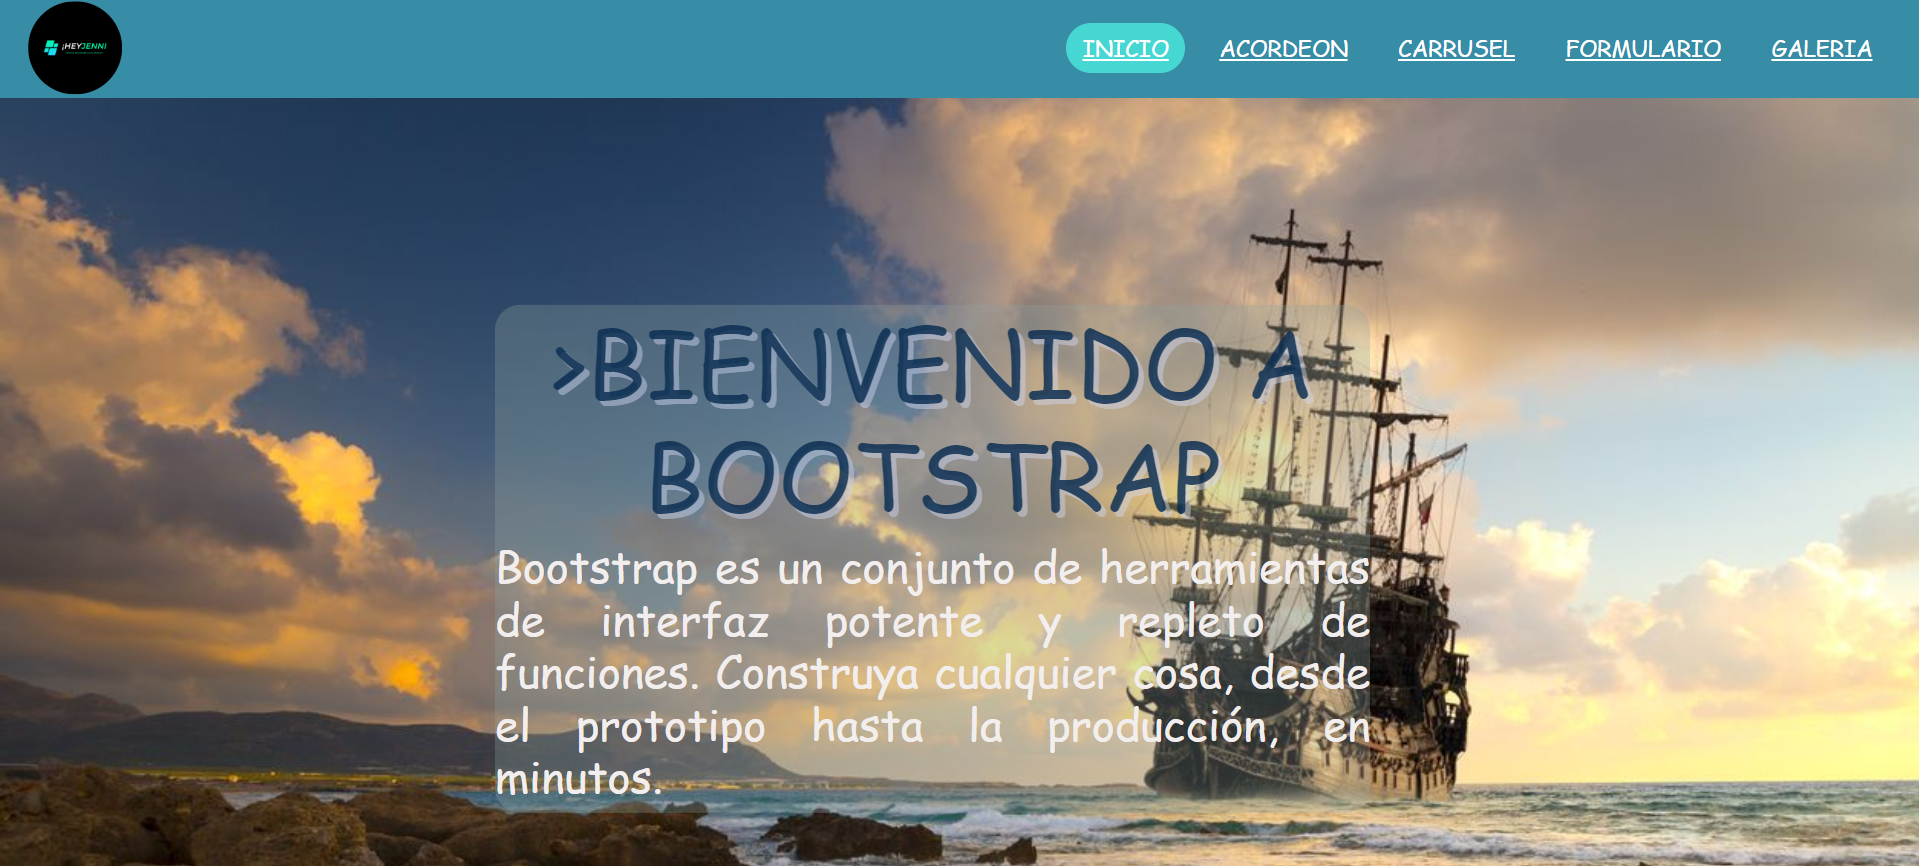 ¡HEYJENNI
INICIO
ACORDEON
CARRUSEL
FORMULARIO
GALERIA
>BIENVENIDO A
BOOTSTRAP
Bootstrap es un conjunto de herramientas
de interfaz potente y repleto de
funciones. Construya cualquier cosa, desde
el prototipo hasta la producción, en
minutos.